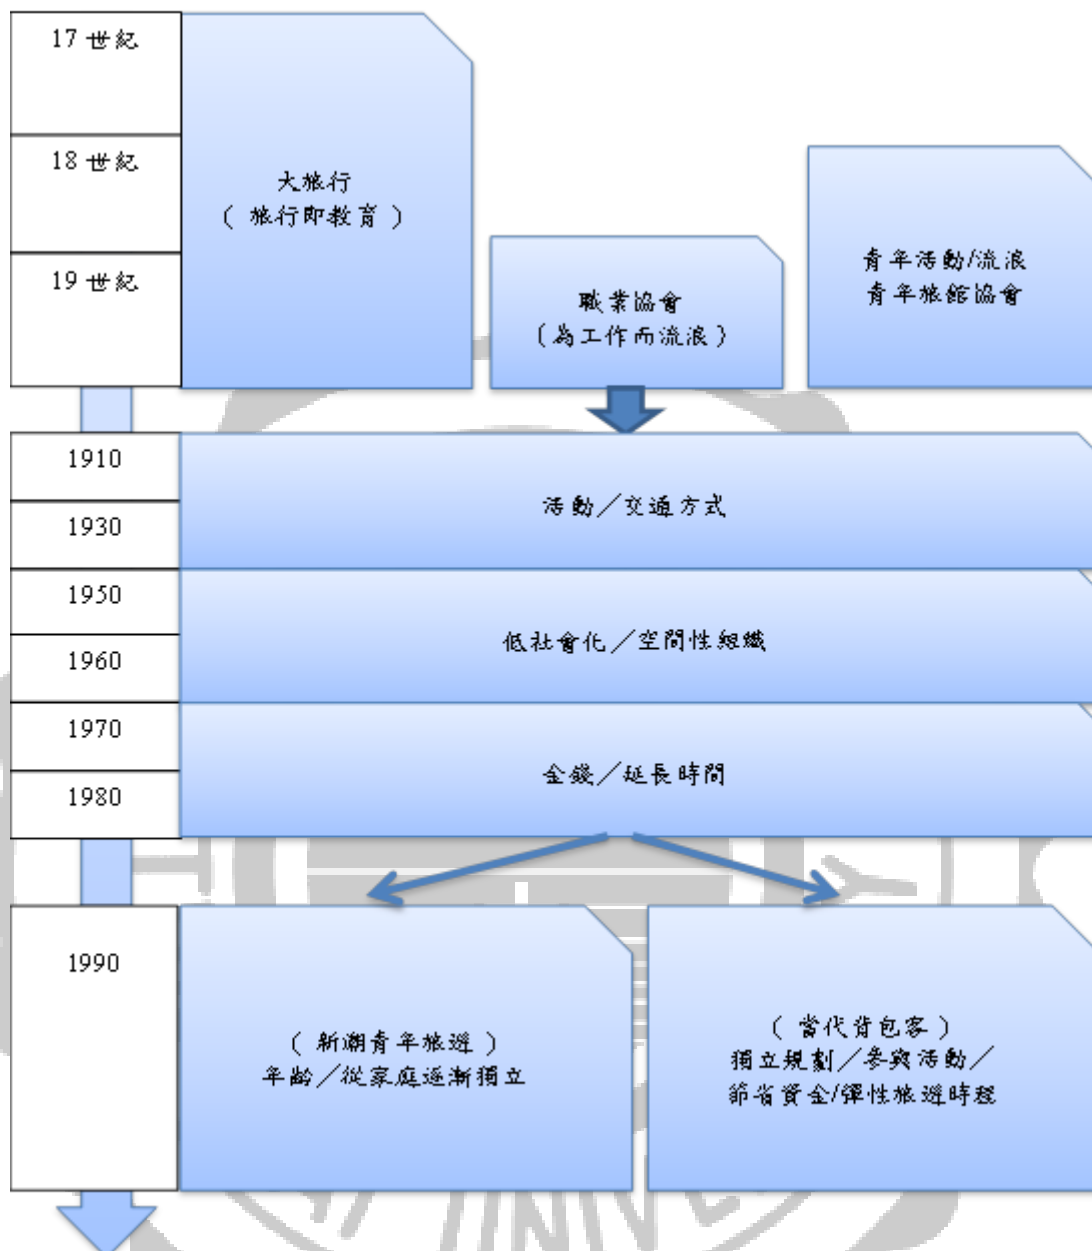 17 世紀
18 世紀
19 世紀
大旅行
( 旅行即教育 )
職業協會
(為工作而流浪)
青年活動/流浪
青年旅館協會
1910
1930
活動／交通方式
1950
1960
低社會化／空間性組織
1970
1980
金錢／延長時間
1990
( 新潮青年旅遊 )
年齡／從家庭逐漸獨立
( 當代背包客 )
獨立規劃／參與活動／
節省資金/彈性旅遊時程